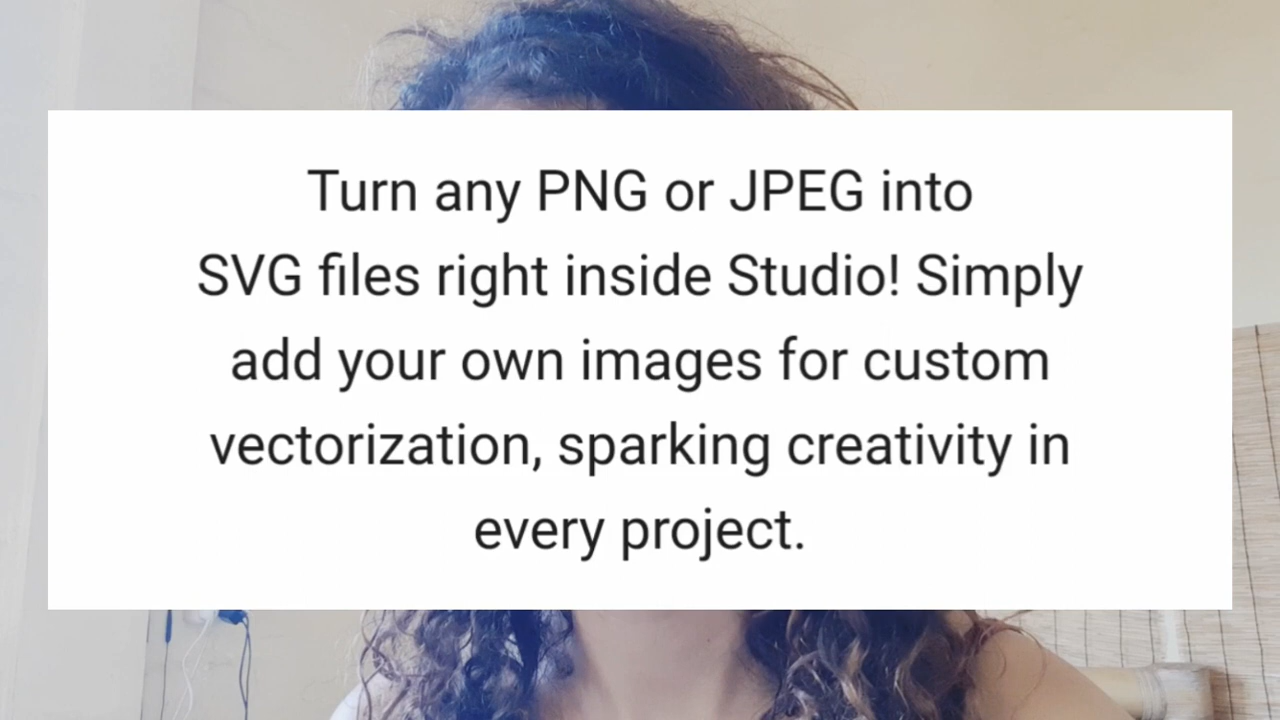 Turn any PNG or JPEG into
SVG files right inside Studio! Simply
add your own images for custom
vectorization, sparking creativity in
every project.